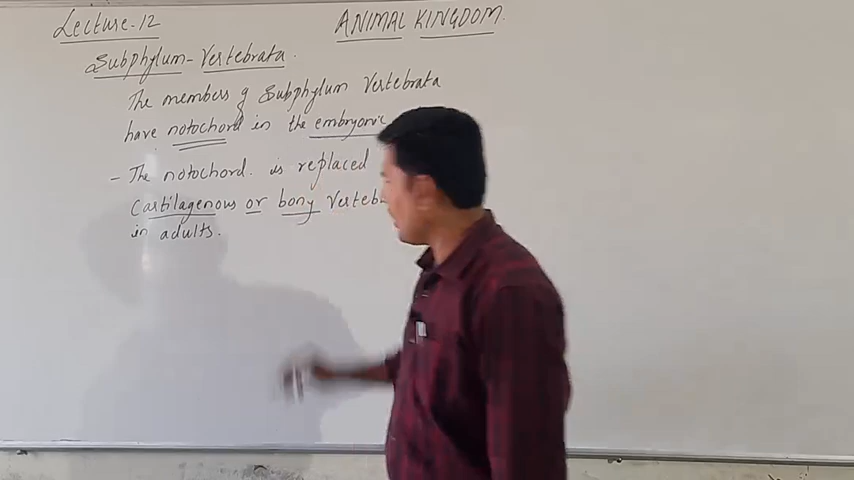 Lecture-12
ANIMAL KINGDOM.
Subphylum-Vertebrata.
The members of Subphylum Vertebrata
have notochord in the embryonic
- The notochord. is replaced
cartilagenous or bony
in adults.